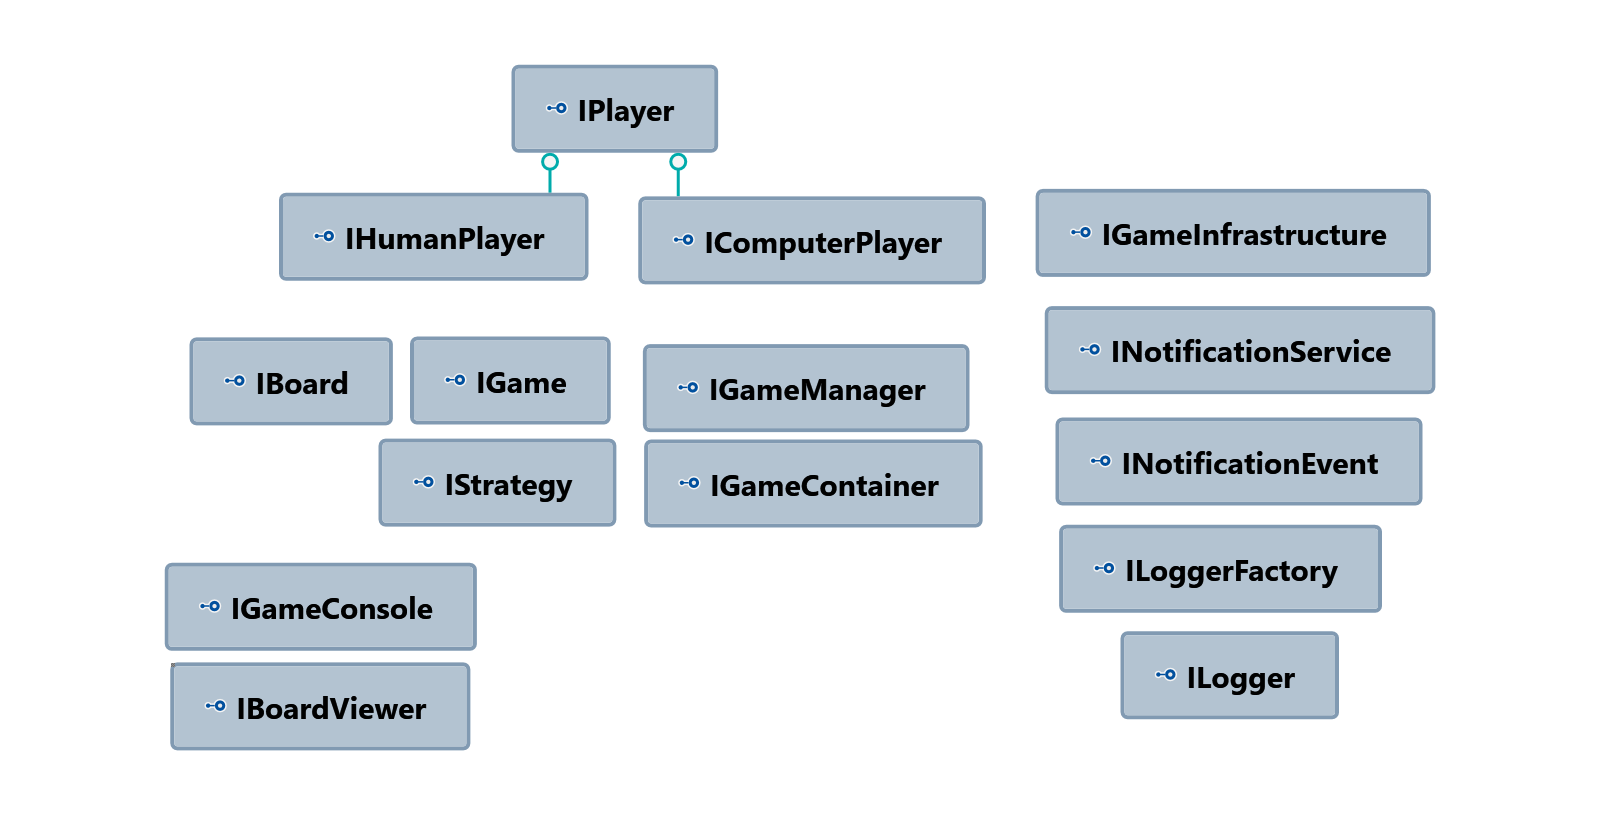 IPlayer
IHumanPlayer
IComputerPlayer
IGameInfrastructure
INotificationService
IBoard
IGame
IGameManager
INotificationEvent
IStrategy
IGameContainer
ILoggerFactory
IGameConsole
ILogger
IBoardViewer